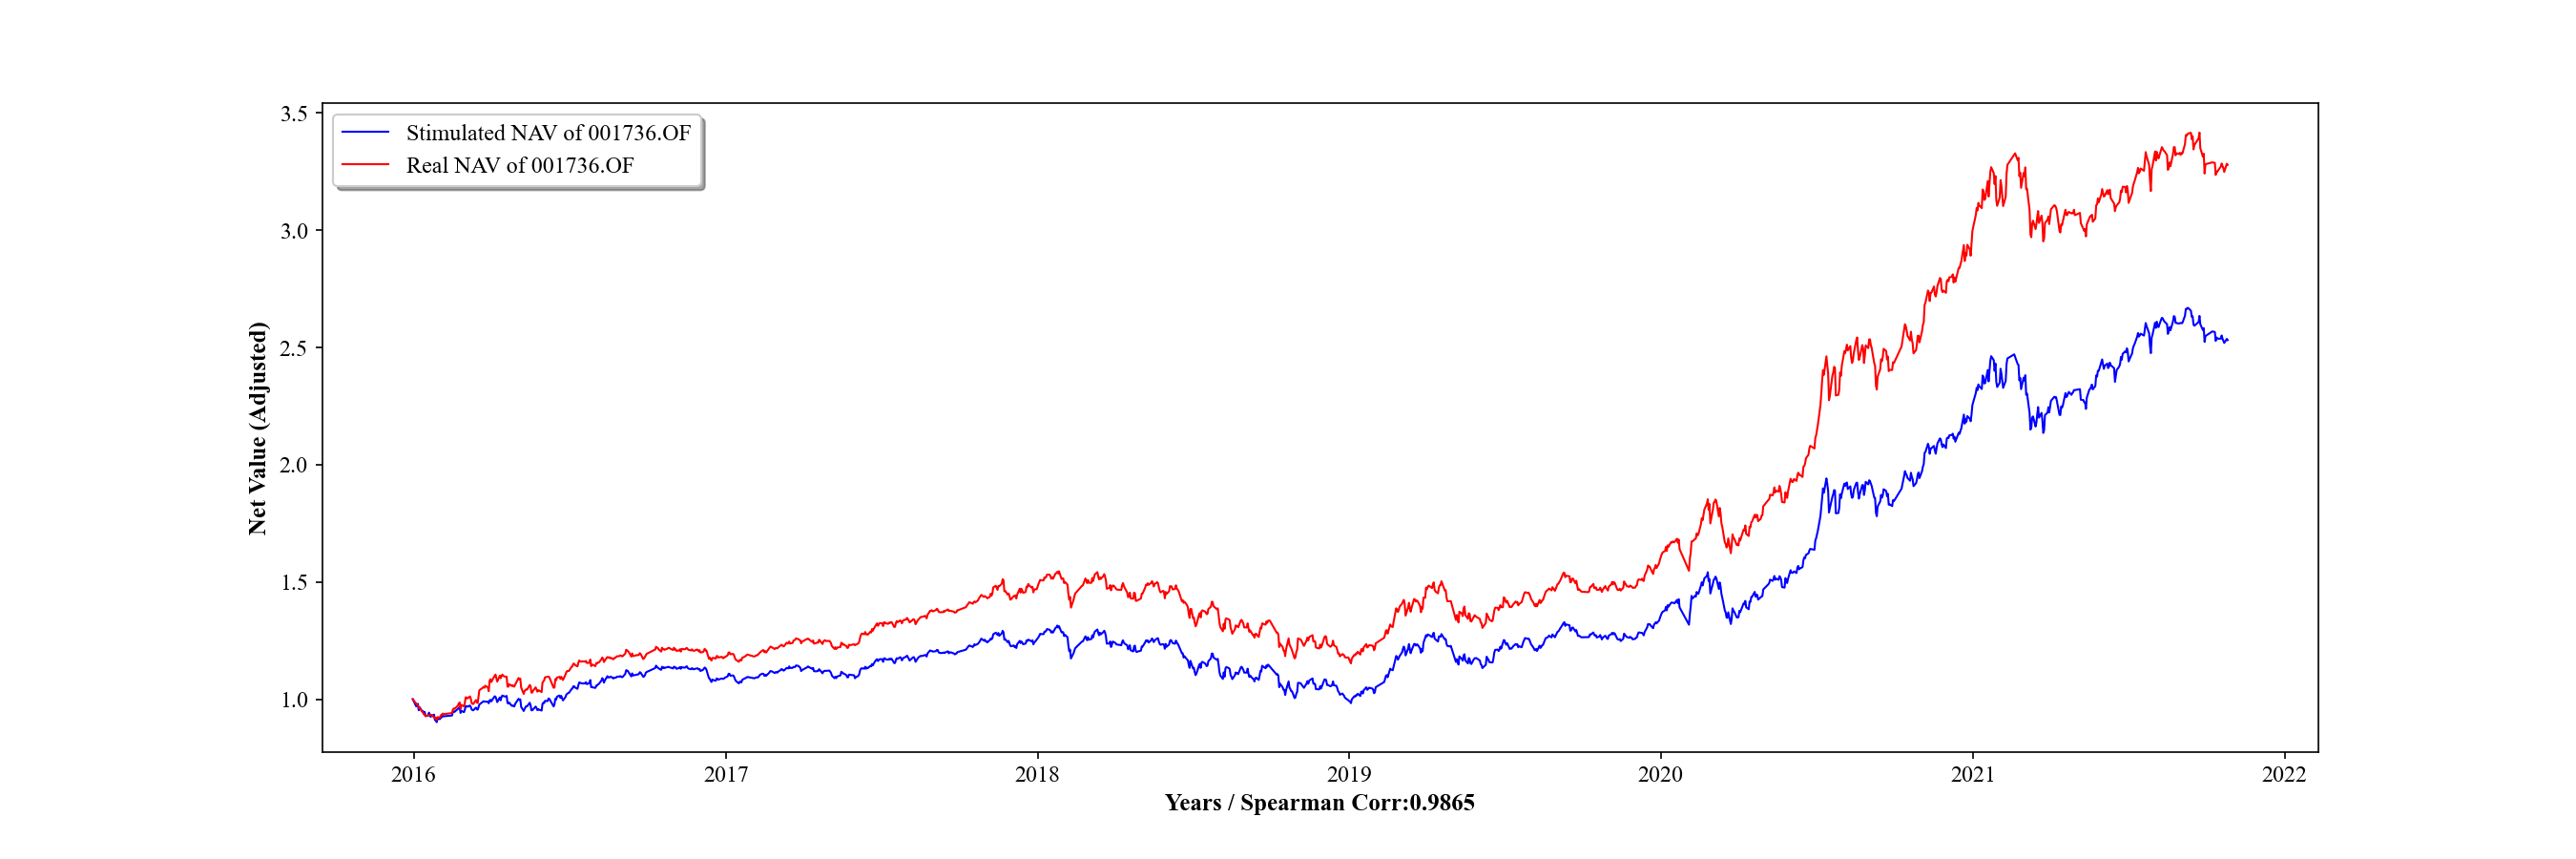 3.5
3.0
2.5
2.0
1.5
1.0
Net Value (Adjusted)
Stimulated NAV of 001736.OF
Real NAV of 001736.OF
2016 2017 2018 2019 2020 2021 2022
Years / Spearman Corr:0.9865